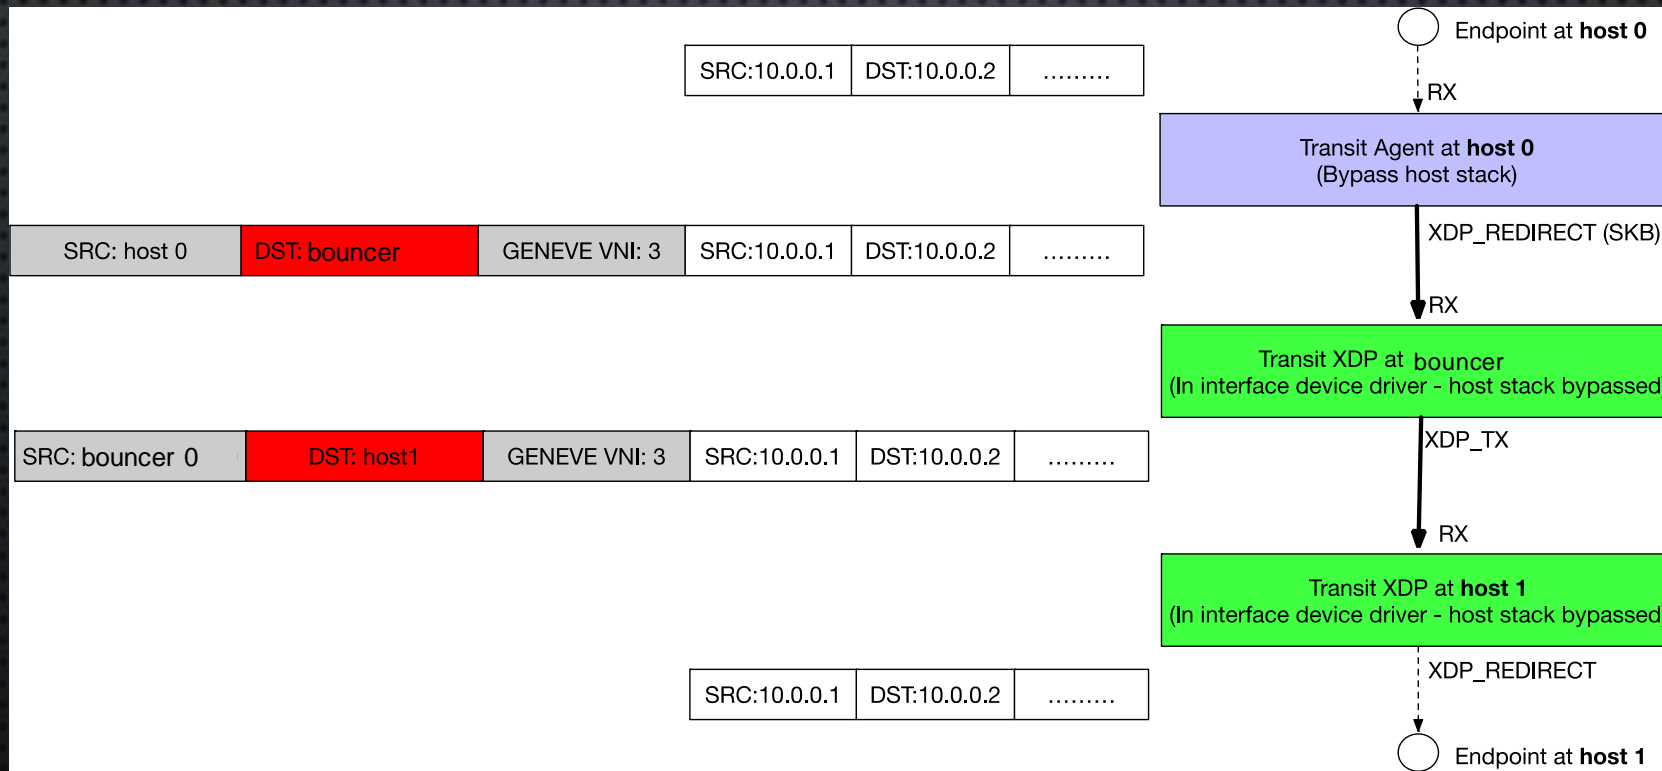 Endpoint at host 0
SRC:10.0.0.1 DST:10.0.0.2 .........
RX
Transit Agent at host 0
(Bypass host stack)
SRC: host 0 DST: bouncer GENEVE VNI: 3 SRC:10.0.0.1 DST:10.0.0.2 .........
XDP_REDIRECT (SKB)
RX
Transit XDP at bouncer
(In interface device driver - host stack bypassed)
SRC: bouncer 0 DST: host1 GENEVE VNI: 3 SRC:10.0.0.1 DST:10.0.0.2 .........
XDP_TX
RX
Transit XDP at host 1
(In interface device driver - host stack bypassed)
XDP_REDIRECT
SRC:10.0.0.1 DST:10.0.0.2 .........
Endpoint at host 1